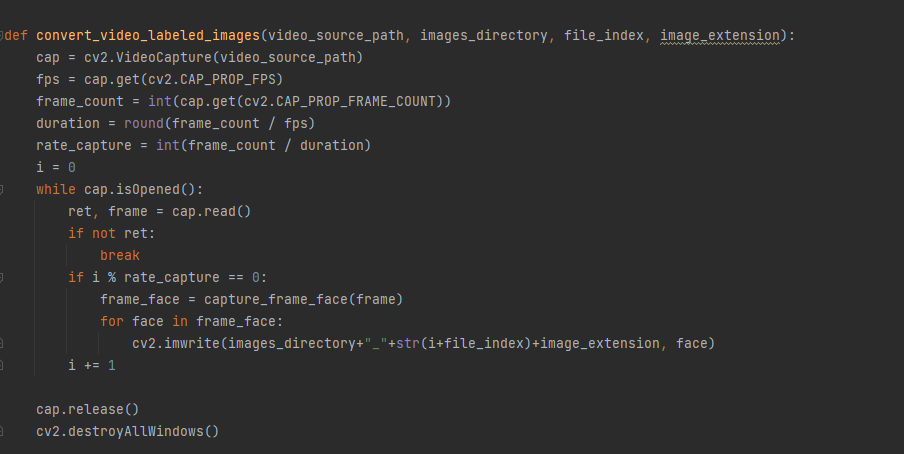 def convert_video_labeled_images(video_source_path, images_directory, file_index, image_extension):
    cap = cv2.VideoCapture(video_source_path)
    fps = cap.get(cv2.CAP_PROP_FPS)
    frame_count = int(cap.get(cv2.CAP_PROP_FRAME_COUNT))
    duration = round(frame_count / fps)
    rate_capture = int(frame_count / duration)
    i = 0
    while cap.isOpened():
        ret, frame = cap.read()
        if not ret:
            break
        if i % rate_capture == 0:
            frame_face = capture_frame_face(frame)
            for face in frame_face:
                cv2.imwrite(images_directory+"_"+str(i+file_index)+image_extension, face)
        i += 1
    cap.release()
    cv2.destroyAllWindows()